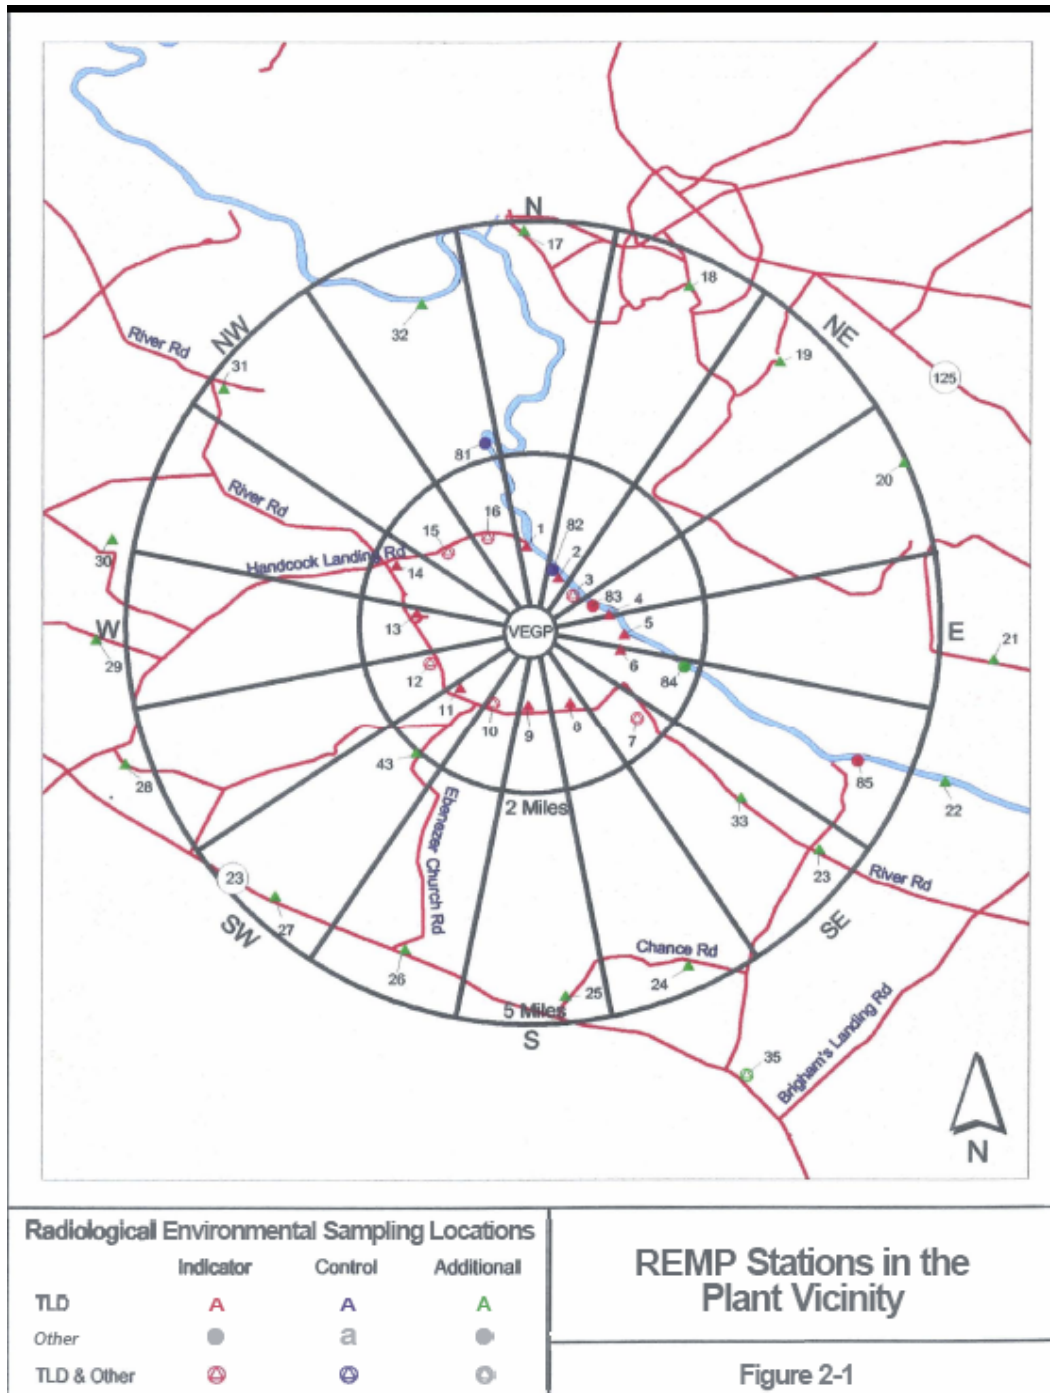 N
17
18
32
NW
NE
River Rd
31
19
125
81
20
River Rd
16
15
1
82
2
30
Handcock Landing Rd
14
3
83
4
W
13
VEGP
5
E
21
29
12
6
84
11
10
9
8
7
43
28
85
22
2 Miles
33
Ebenezer Church Rd
23
23
River Rd
SW
27
SE
Chance Rd
26
24
25
5 Miles
S
Brigham's Landing Rd
35
N
Radiological Environmental Sampling Locations
Indicator Control Additional
TLD A A A
Other a
TLD & Other
REMP Stations in the
Plant Vicinity
Figure 2-1